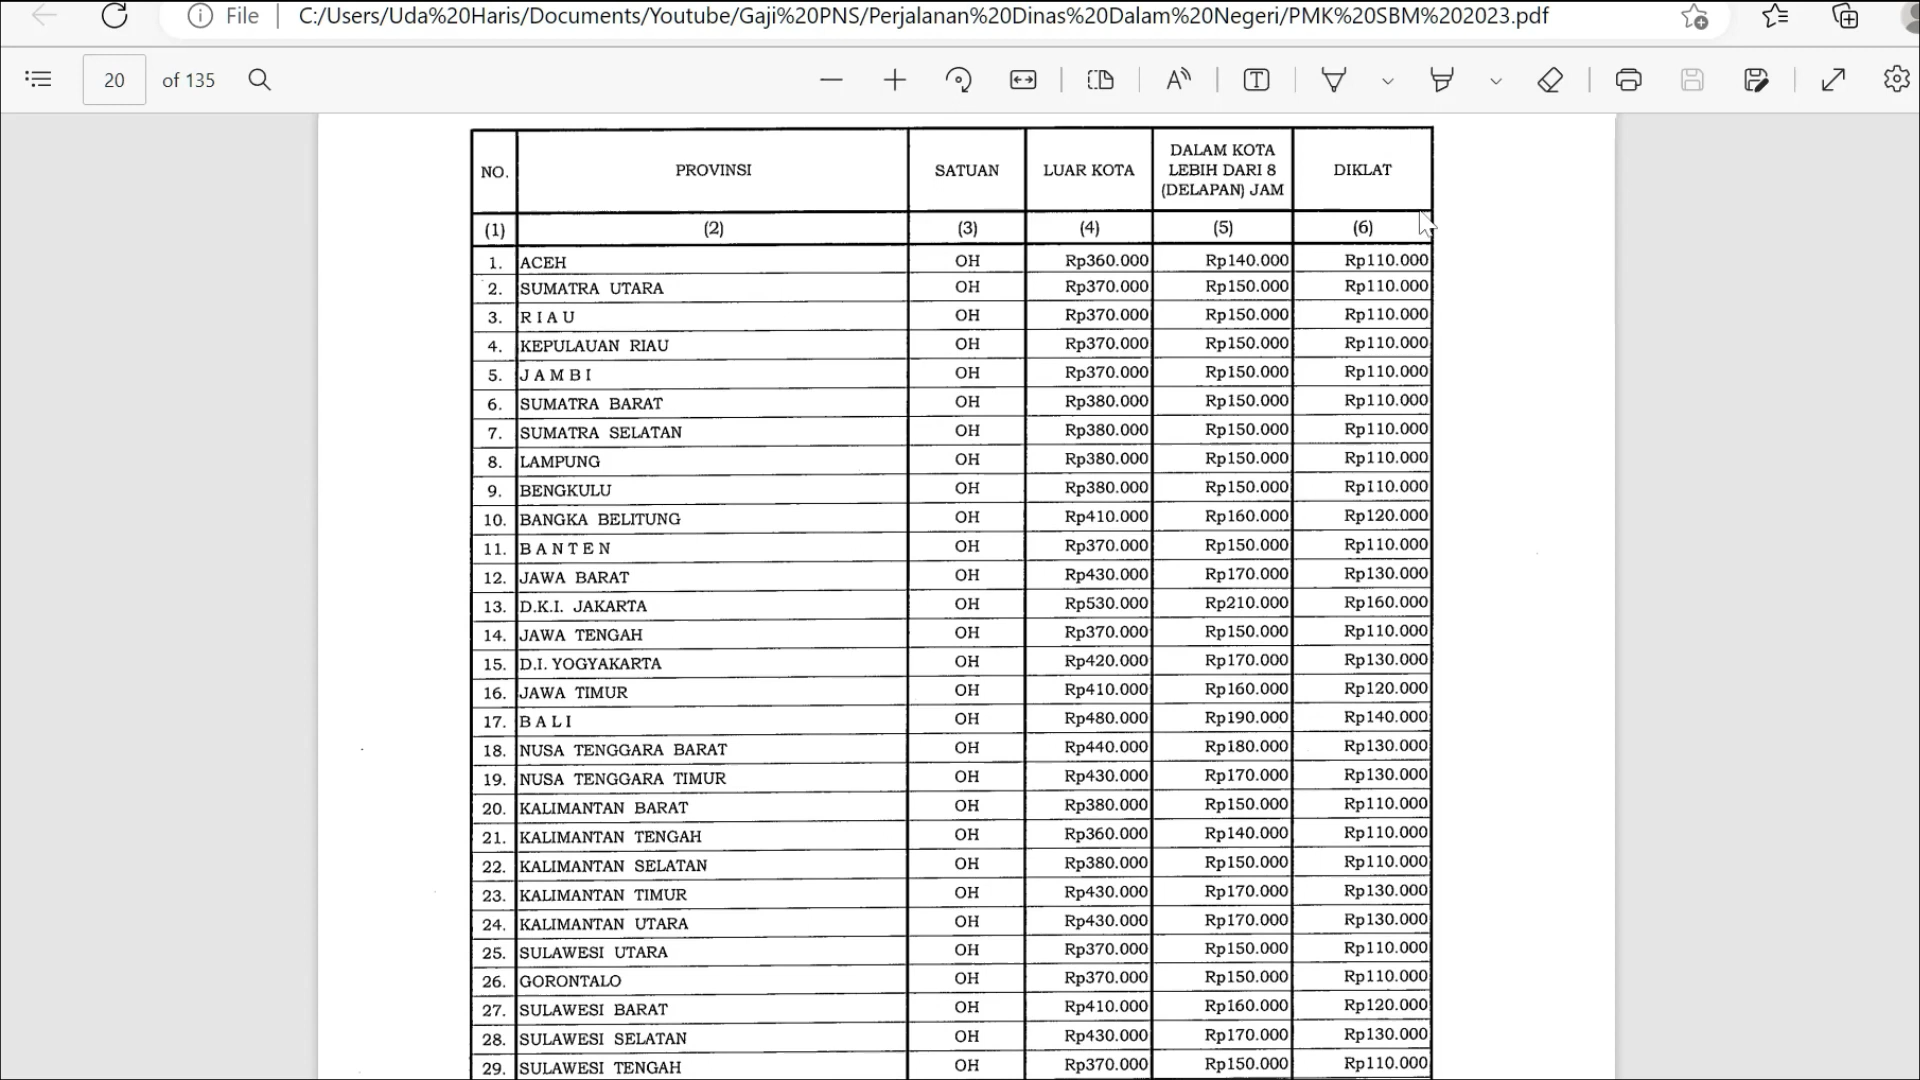 File C:/Users/Uda%20Haris/Documents/Youtube/Gaji%20PNS/Perjalanan%20Dinas%20Dalam%20Negeri/PMK%20SBM%202023.pdf
20 of 135
NO. PROVINSI SATUAN LUAR KOTA DALAM KOTA LEBIH DARI 8 (DELAPAN) JAM DIKLAT
(1) (2) (3) (4) (5) (6)
1. ACEH OH Rp360.000 Rp140.000 Rp110.000
2. SUMATRA UTARA OH Rp370.000 Rp150.000 Rp110.000
3. R I A U OH Rp370.000 Rp150.000 Rp110.000
4. KEPULAUAN RIAU OH Rp370.000 Rp150.000 Rp110.000
5. J A M B I OH Rp370.000 Rp150.000 Rp110.000
6. SUMATRA BARAT OH Rp380.000 Rp150.000 Rp110.000
7. SUMATRA SELATAN OH Rp380.000 Rp150.000 Rp110.000
8. LAMPUNG OH Rp380.000 Rp150.000 Rp110.000
9. BENGKULU OH Rp380.000 Rp150.000 Rp110.000
10. BANGKA BELITUNG OH Rp410.000 Rp160.000 Rp120.000
11. B A N T E N OH Rp370.000 Rp150.000 Rp110.000
12. JAWA BARAT OH Rp430.000 Rp170.000 Rp130.000
13. D.K.I. JAKARTA OH Rp530.000 Rp210.000 Rp160.000
14. JAWA TENGAH OH Rp370.000 Rp150.000 Rp110.000
15. D.I. YOGYAKARTA OH Rp420.000 Rp170.000 Rp130.000
16. JAWA TIMUR OH Rp410.000 Rp160.000 Rp120.000
17. B A L I OH Rp480.000 Rp190.000 Rp140.000
18. NUSA TENGGARA BARAT OH Rp440.000 Rp180.000 Rp130.000
19. NUSA TENGGARA TIMUR OH Rp430.000 Rp170.000 Rp130.000
20. KALIMANTAN BARAT OH Rp380.000 Rp150.000 Rp110.000
21. KALIMANTAN TENGAH OH Rp360.000 Rp140.000 Rp110.000
22. KALIMANTAN SELATAN OH Rp380.000 Rp150.000 Rp110.000
23. KALIMANTAN TIMUR OH Rp430.000 Rp170.000 Rp130.000
24. KALIMANTAN UTARA OH Rp430.000 Rp170.000 Rp130.000
25. SULAWESI UTARA OH Rp370.000 Rp150.000 Rp110.000
26. GORONTALO OH Rp370.000 Rp150.000 Rp110.000
27. SULAWESI BARAT OH Rp410.000 Rp160.000 Rp120.000
28. SULAWESI SELATAN OH Rp430.000 Rp170.000 Rp130.000
29. SULAWESI TENGAH OH Rp370.000 Rp150.000 Rp110.000